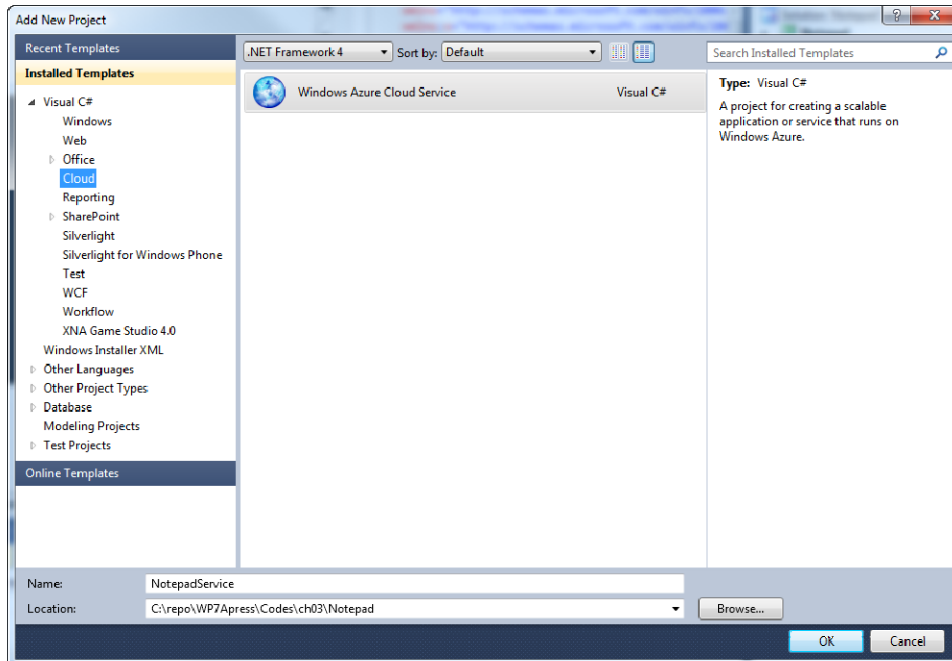 Add New Project
Recent Templates
Installed Templates
Visual C#
Windows
Web
Office
Cloud
Reporting
SharePoint
Silverlight
Silverlight for Windows Phone
Test
WCF
Workflow
XNA Game Studio 4.0
Windows Installer XML
Other Languages
Other Project Types
Database
Modeling Projects
Test Projects
Online Templates
.NET Framework 4 Sort by: Default
Windows Azure Cloud Service Visual C#
Search Installed Templates
Type: Visual C#
A project for creating a scalable
application or service that runs on
Windows Azure.
Name: NotepadService
Location: C:\repo\WP7Apress\Codes\ch03\Notepad Browse...
OK Cancel